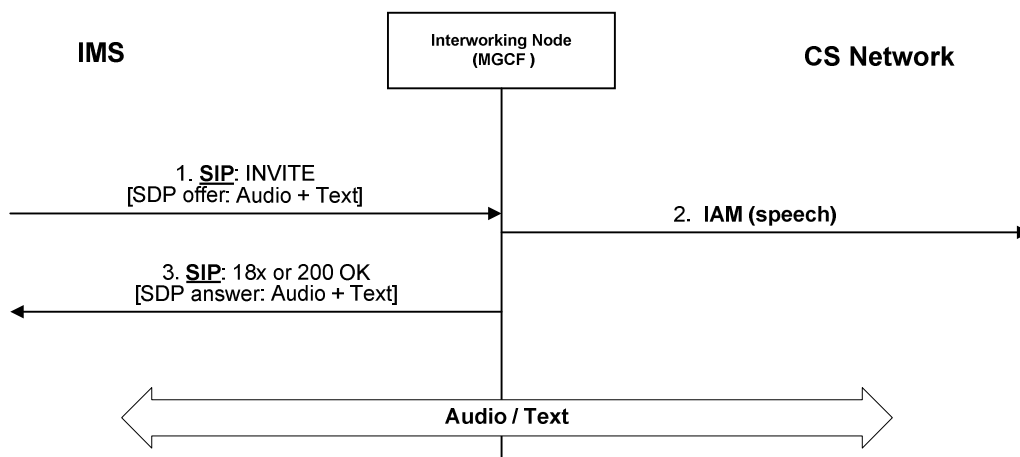 IMS
Interworking Node
(MGCF )
CS Network
1. SIP: INVITE
[SDP offer: Audio + Text]
2. IAM (speech)
3. SIP: 18x or 200 OK
[SDP answer: Audio + Text]
Audio / Text